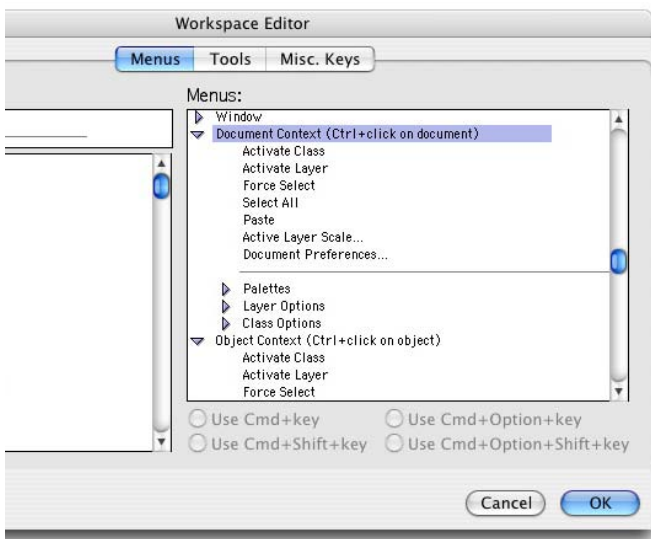 Workspace Editor
Menus Tools Misc. Keys
Menus:
Window
Document Context (Ctrl+click on document)
Activate Class
Activate Layer
Force Select
Select All
Paste
Active Layer Scale...
Document Preferences...
Palettes
Layer Options
Class Options
Object Context (Ctrl+click on object)
Activate Class
Activate Layer
Force Select
Use Cmd+key Use Cmd+Option+key
Use Cmd+Shift+key Use Cmd+Option+Shift+key
Cancel OK